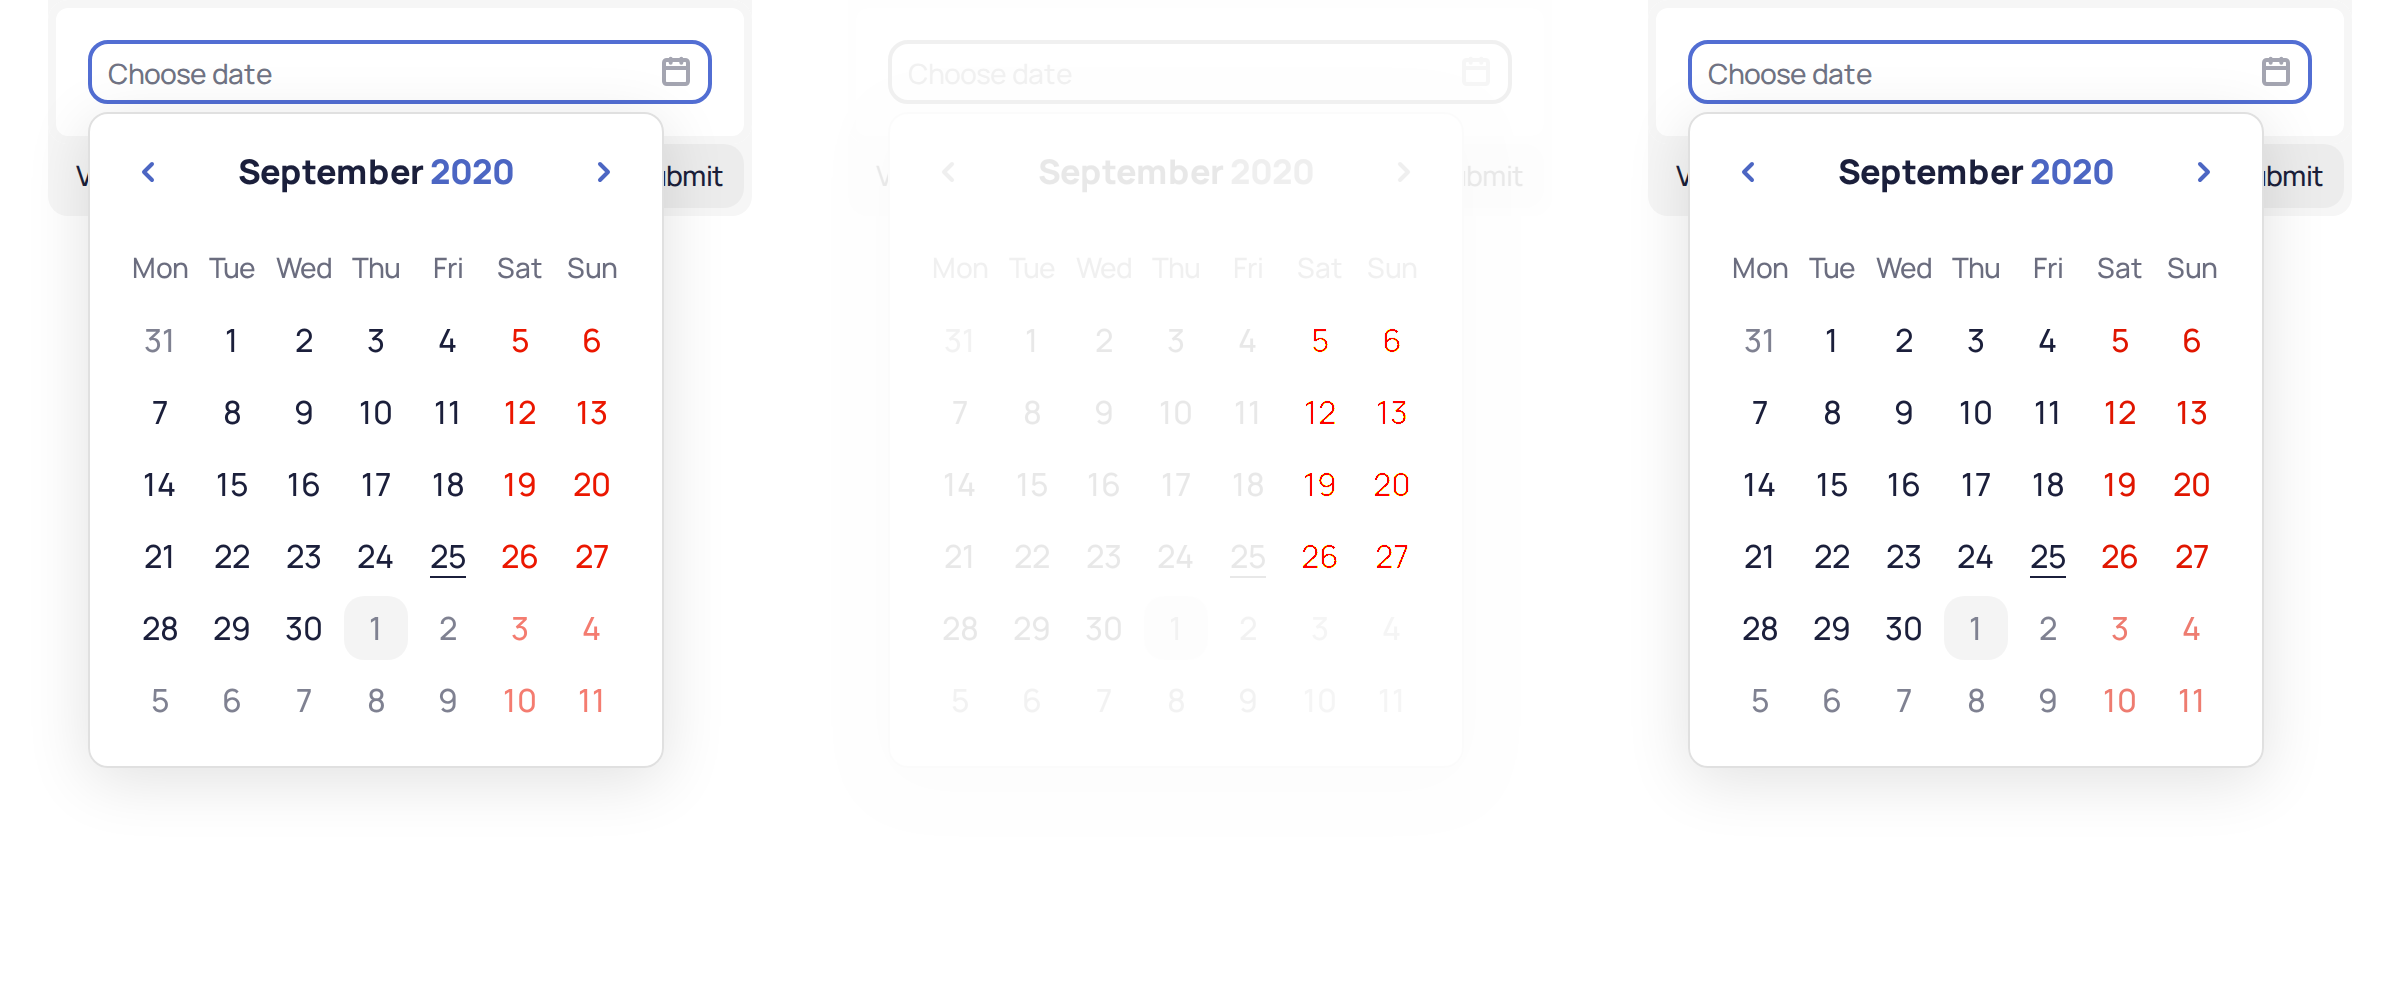 Choose date
V
September 2020
ubmit
Mon Tue Wed Thu Fri Sat Sun
31 1 2 3 4 5 6
7 8 9 10 11 12 13
14 15 16 17 18 19 20
21 22 23 24 25 26 27
28 29 30 1 2 3 4
5 6 7 8 9 10 11
Choose date
V
September 2020
ubmit
Mon Tue Wed Thu Fri Sat Sun
31 1 2 3 4 5 6
7 8 9 10 11 12 13
14 15 16 17 18 19 20
21 22 23 24 25 26 27
28 29 30 1 2 3 4
5 6 7 8 9 10 11
Choose date
V
September 2020
ubmit
Mon Tue Wed Thu Fri Sat Sun
31 1 2 3 4 5 6
7 8 9 10 11 12 13
14 15 16 17 18 19 20
21 22 23 24 25 26 27
28 29 30 1 2 3 4
5 6 7 8 9 10 11